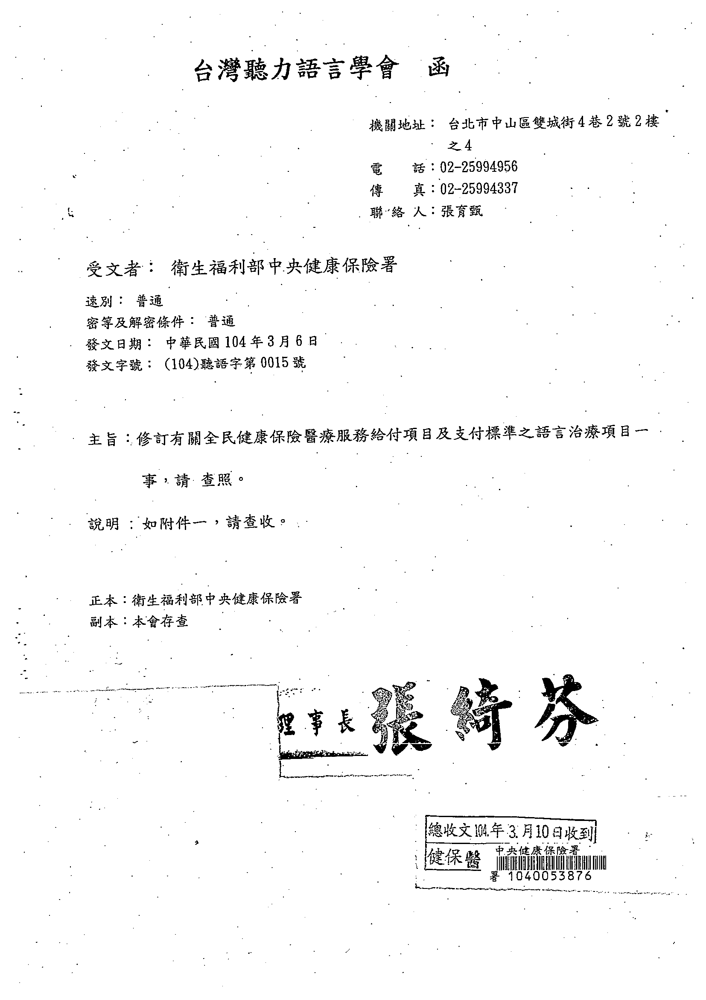 台灣聽力語言學會 函
機關地址： 台北市中山區雙城街4巷2號2樓
之4
電 話：02-25994956
傳 真：02-25994337
聯 絡 人：張育甄
受文者： 衛生福利部中央健康保險署
速別： 普通
密等及解密條件： 普通
發文日期： 中華民國104年3月6日
發文字號： (104)聽語字第0015號
主旨：修訂有關全民健康保險醫療服務給付項目及支付標準之語言治療項目一
事，請 查照。
說明：如附件一，請查收。
正本：衛生福利部中央健康保險署
副本：本會存查
理事長 張綺芬
總收文104.年3.月10日收到
健保醫
中央健康保險署
署 1040053876